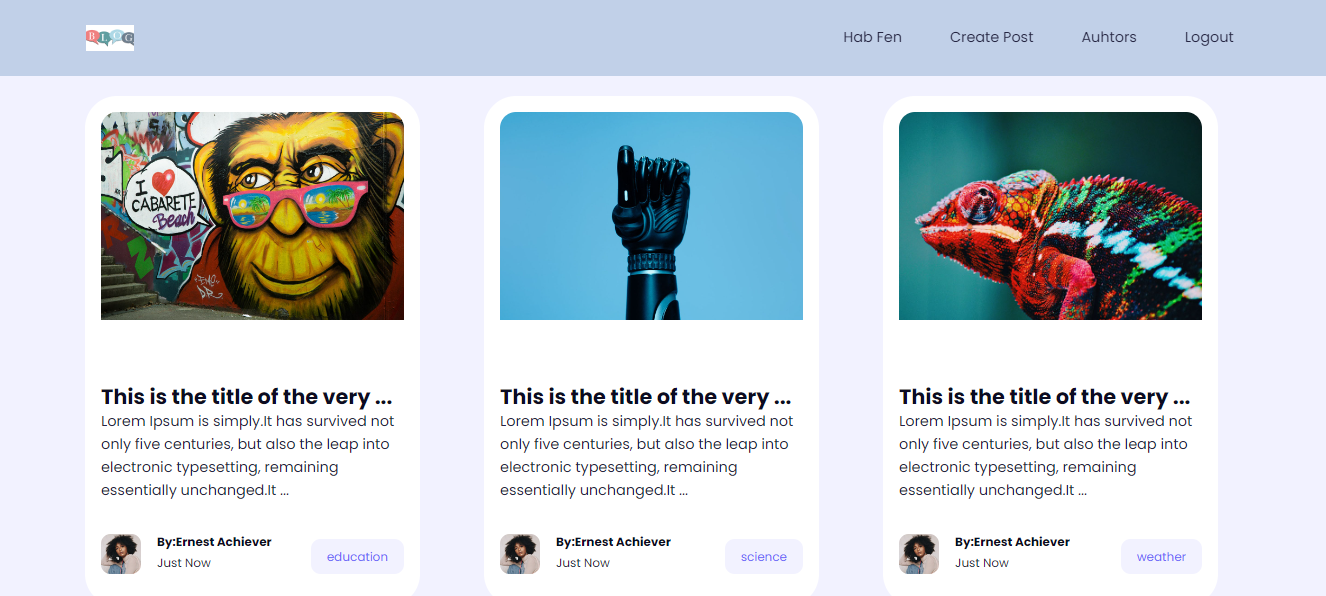 BLOG
Hab Fen Create Post Auhtors Logout
I
CABARETE
Beach
This is the title of the very ...
Lorem Ipsum is simply.It has survived not
only five centuries, but also the leap into
electronic typesetting, remaining
essentially unchanged.It ...
By:Ernest Achiever
Just Now
education
This is the title of the very ...
Lorem Ipsum is simply.It has survived not
only five centuries, but also the leap into
electronic typesetting, remaining
essentially unchanged.It ...
By:Ernest Achiever
Just Now
science
This is the title of the very ...
Lorem Ipsum is simply.It has survived not
only five centuries, but also the leap into
electronic typesetting, remaining
essentially unchanged.It ...
By:Ernest Achiever
Just Now
weather